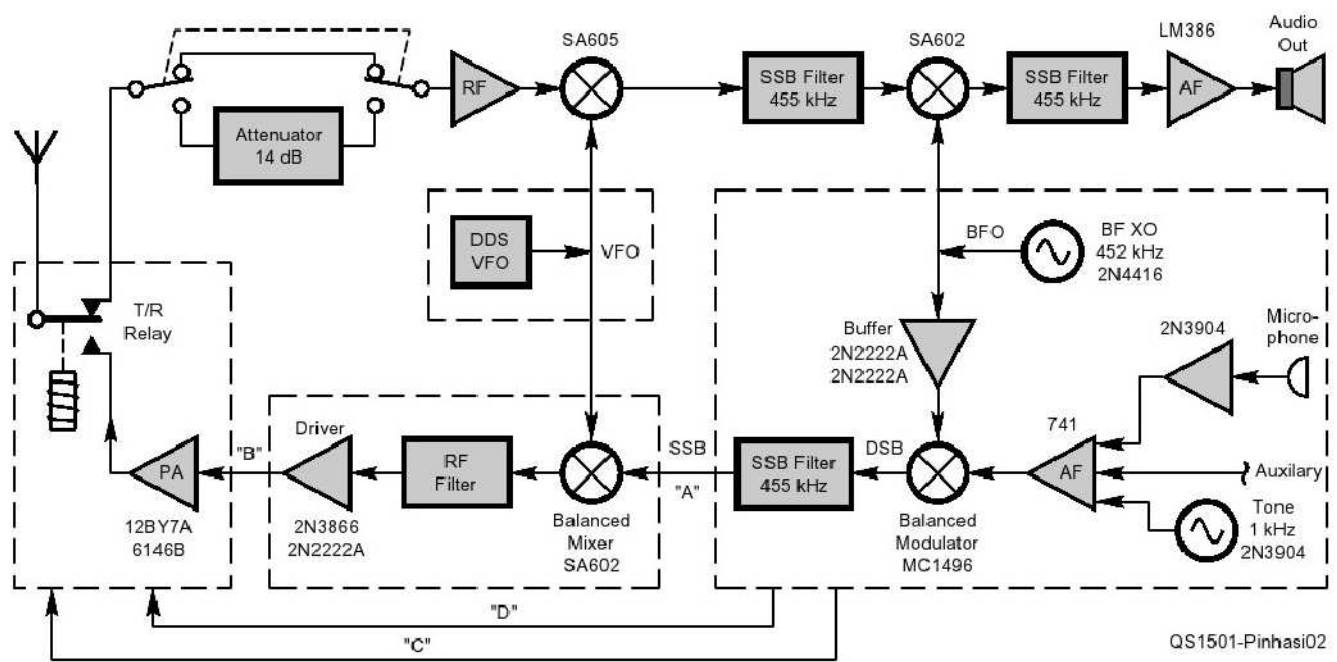 SA605
SA602
LM386
Audio
Out
RF
SSB Filter
455 kHz
SSB Filter
455 kHz
AF
Attenuator
14 dB
DDS
VFO
VFO
BFO
BF XO
452 kHz
2N4416
T/R
Relay
Buffer
2N2222A
2N2222A
2N3904
Micro-
phone
Driver
"B"
PA
12BY7A
6146B
2N3866
2N2222A
RF
Filter
Balanced
Mixer
SA602
SSB
"A"
SSB Filter
455 kHz
DSB
Balanced
Modulator
MC1496
741
AF
Auxilary
Tone
1 kHz
2N3904
"D"
"C"
QS1501-Pinhasi02